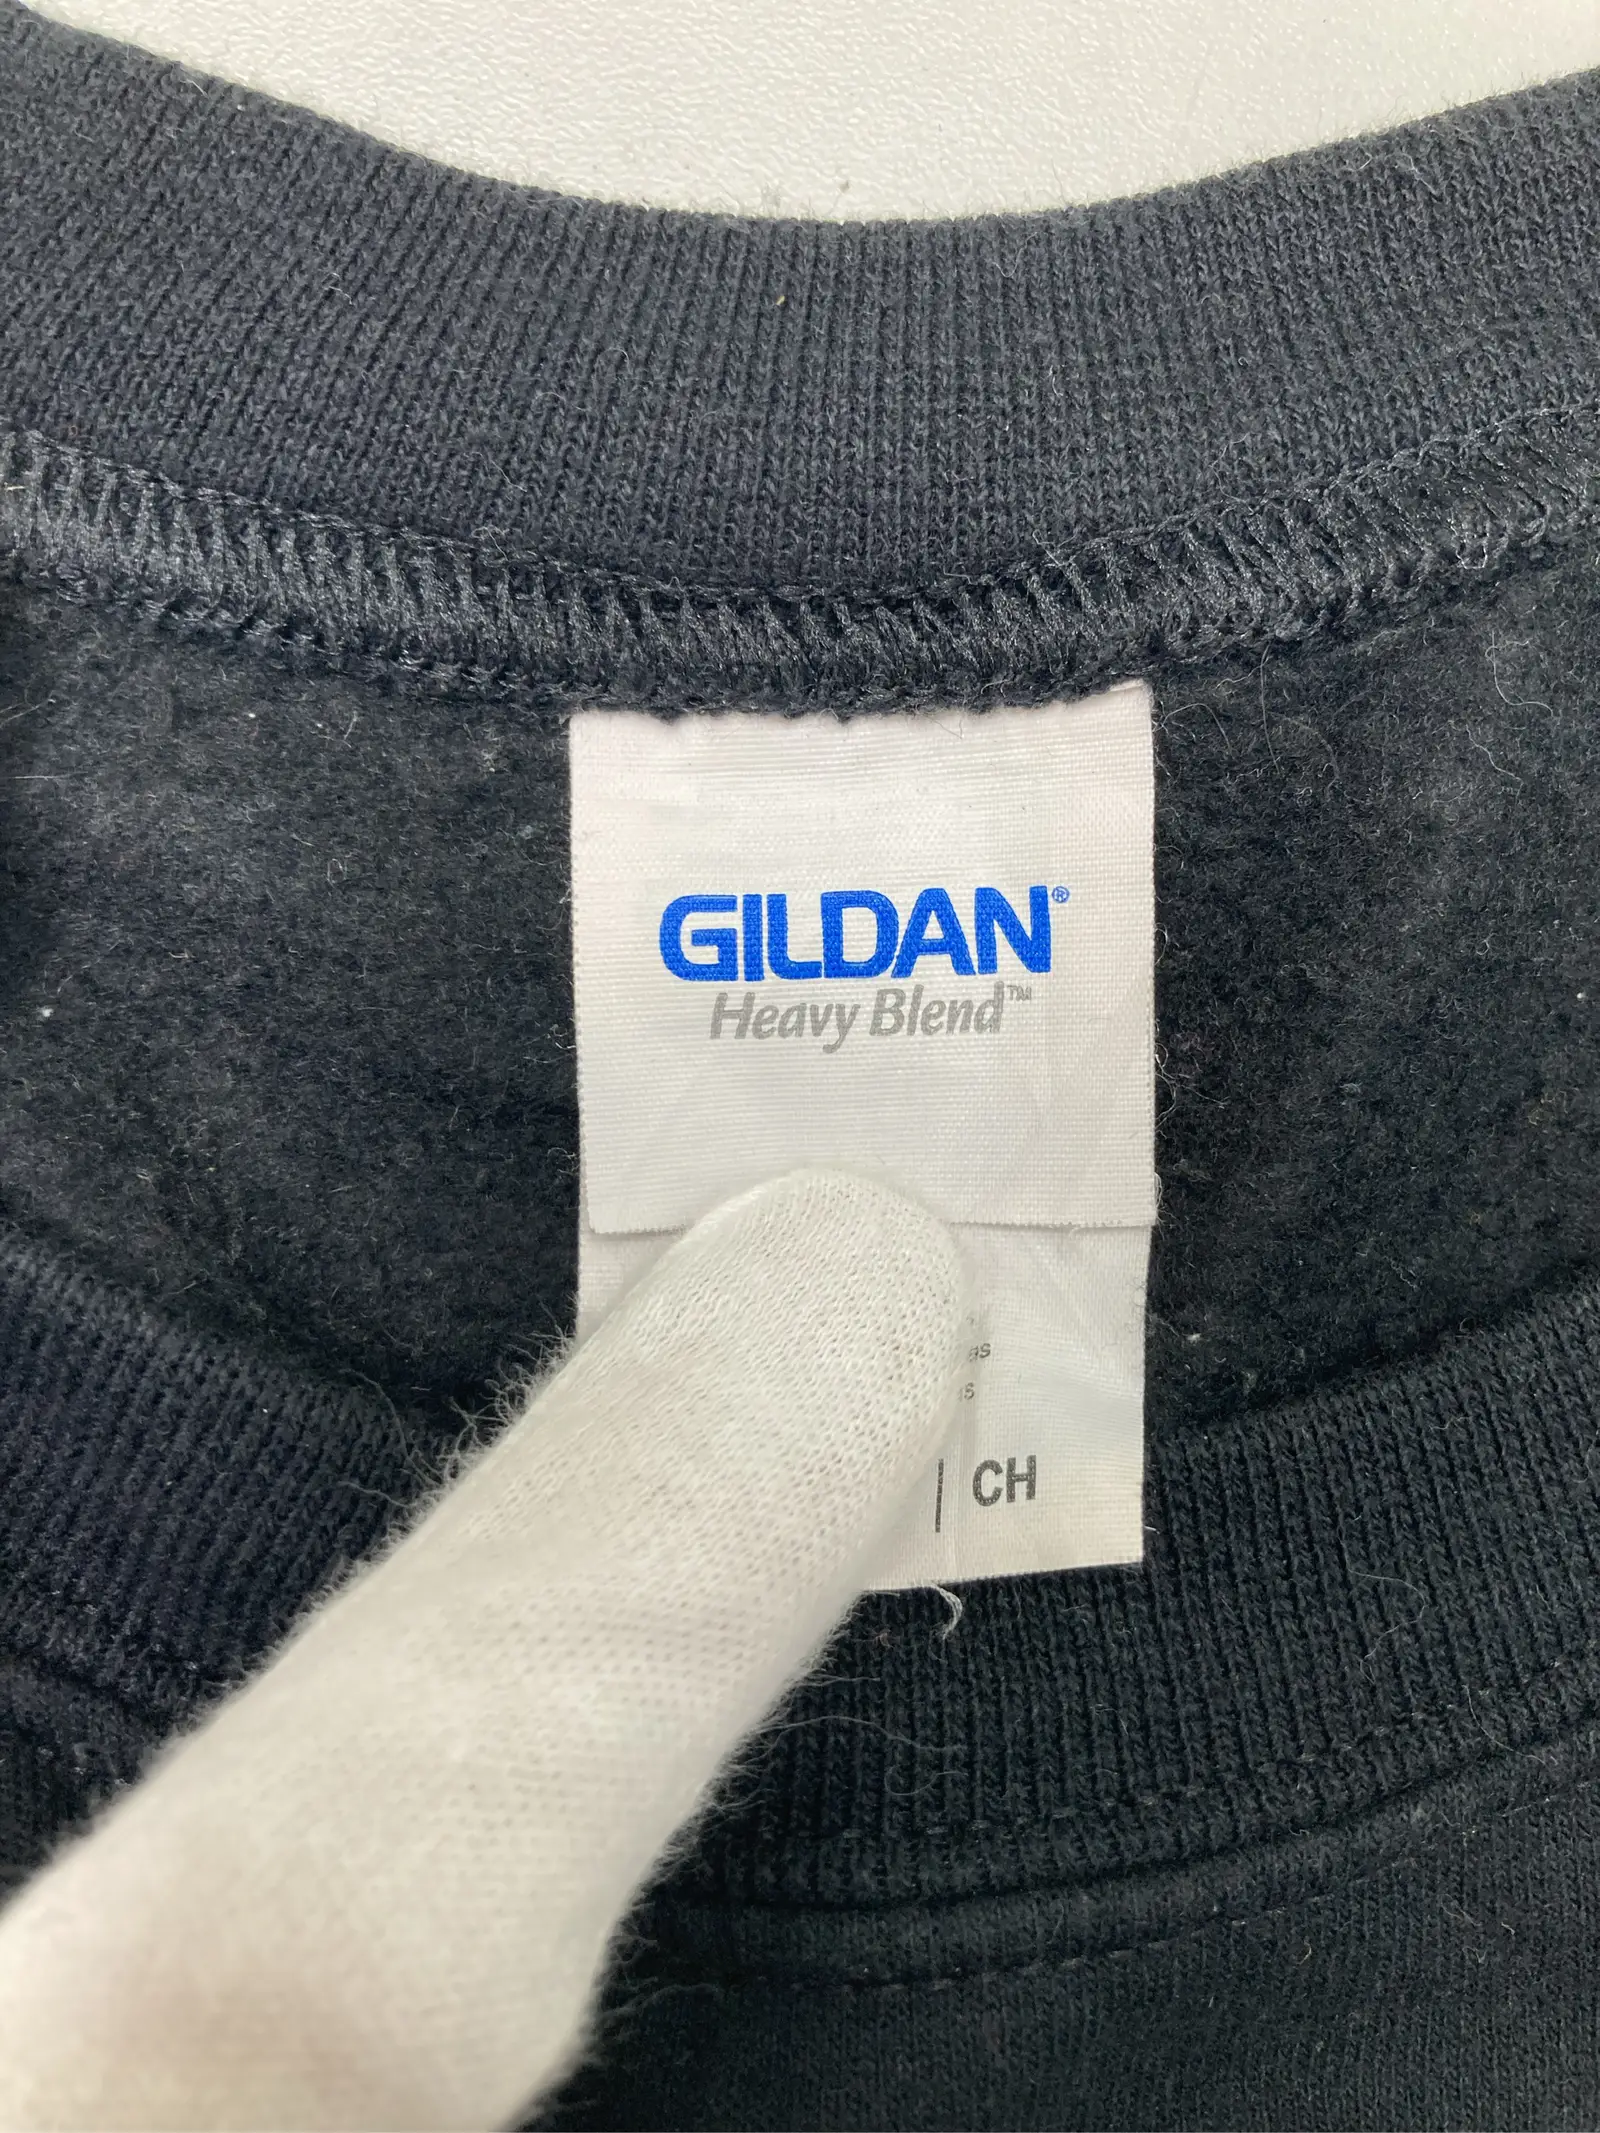 GILDAN®
Heavy Blend™
| CH